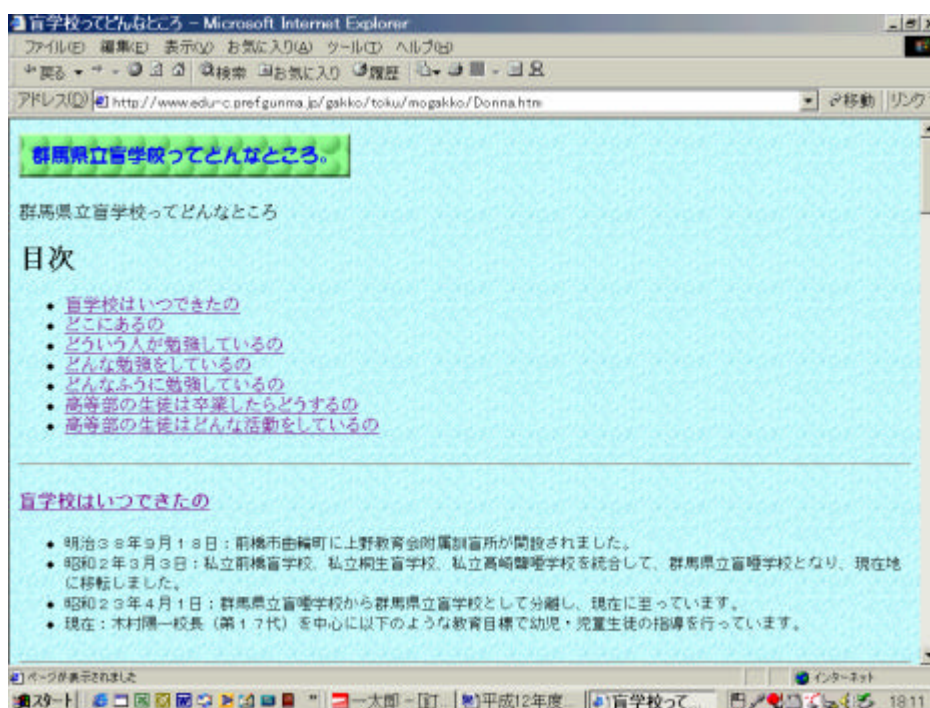 盲学校ってどんなところ - Microsoft Internet Explorer
ファイル(F) 編集(E) 表示(V) お気に入り(A) ツール(T) ヘルプ(H)
戻る 検索 お気に入り 履歴
アドレス(D) http://www.edu-c.pref.gunma.jp/gakko/toku/mogakko/Donna.htm 移動 リンク
群馬県立盲学校ってとんなところ。
群馬県立盲学校ってどんなところ
目次
盲学校はいつできたの
どこにあるの
どういう人が勉強しているの
どんな勉強をしているの
どんなふうに勉強しているの
高等部の生徒は卒業したらどうするの
高等部の生徒はどんな活動をしているの
盲学校はいつできたの
明治38年9月18日：前橋市曲輪町に上野教育会附属訓盲所が開設されました。
昭和2年3月3日：私立前橋盲学校、私立桐生盲学校、私立高崎聾唖学校を統合して、群馬県立盲唖学校となり、現在地
に移転しました。
昭和23年4月1日：群馬県立盲唖学校から群馬県立盲学校として分離し、現在に至っています。
現在：木村陽一校長（第17代）を中心に以下のような教育目標で幼児・児童生徒の指導を行っています。
ページが表示されました インターネット
スタート 一太郎 - 平成12年度... 盲学校って... 18:11